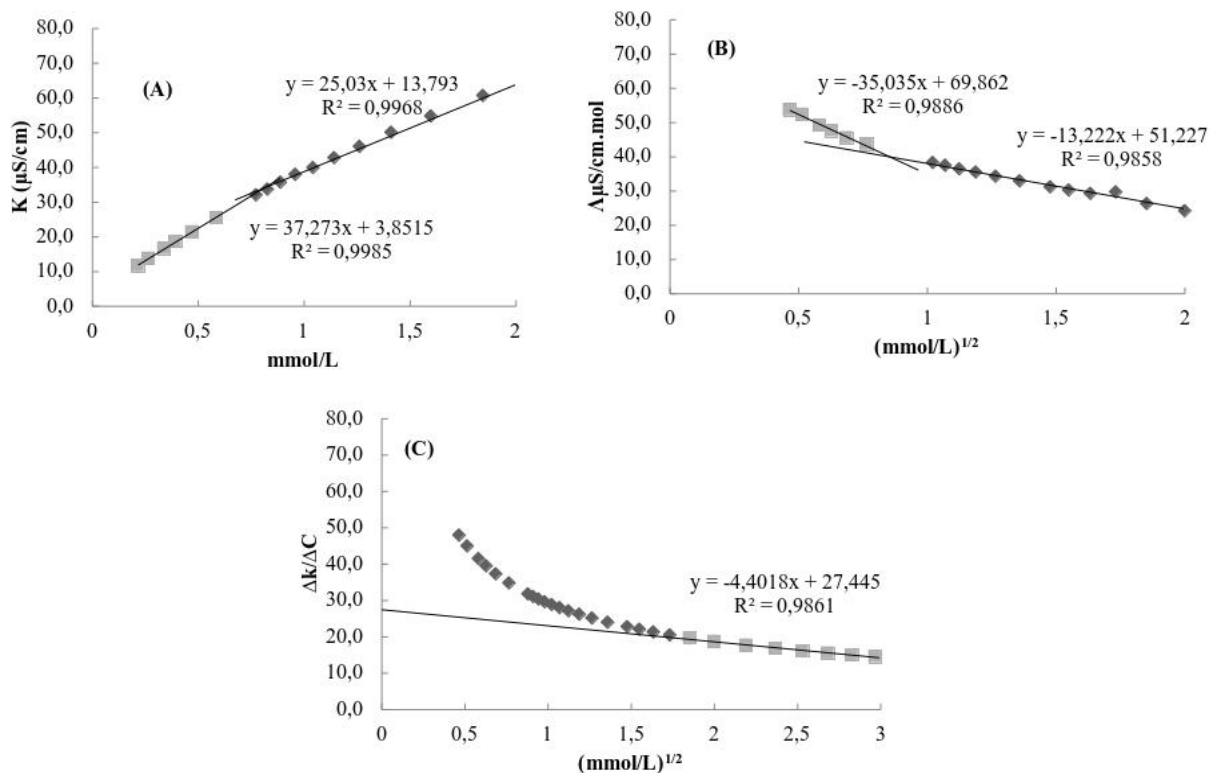 80,0
70,0
60,0
50,0
40,0
30,0
20,0
10,0
0,0
K (µS/cm)
(A)
y = 25,03x + 13,793
R² = 0,9968
y = 37,273x + 3,8515
R² = 0,9985
0 0,5 1 1,5 2
mmol/L
80,0
70,0
60,0
50,0
40,0
30,0
20,0
10,0
0,0
ΛµS/cm.mol
(B)
y = -35,035x + 69,862
R² = 0,9886
y = -13,222x + 51,227
R² = 0,9858
0 0,5 1 1,5 2
(mmol/L)¹/²
80,0
70,0
60,0
50,0
40,0
30,0
20,0
10,0
0,0
Δk/ΔC
(C)
y = -4,4018x + 27,445
R² = 0,9861
0 0,5 1 1,5 2 2,5 3
(mmol/L)¹/²